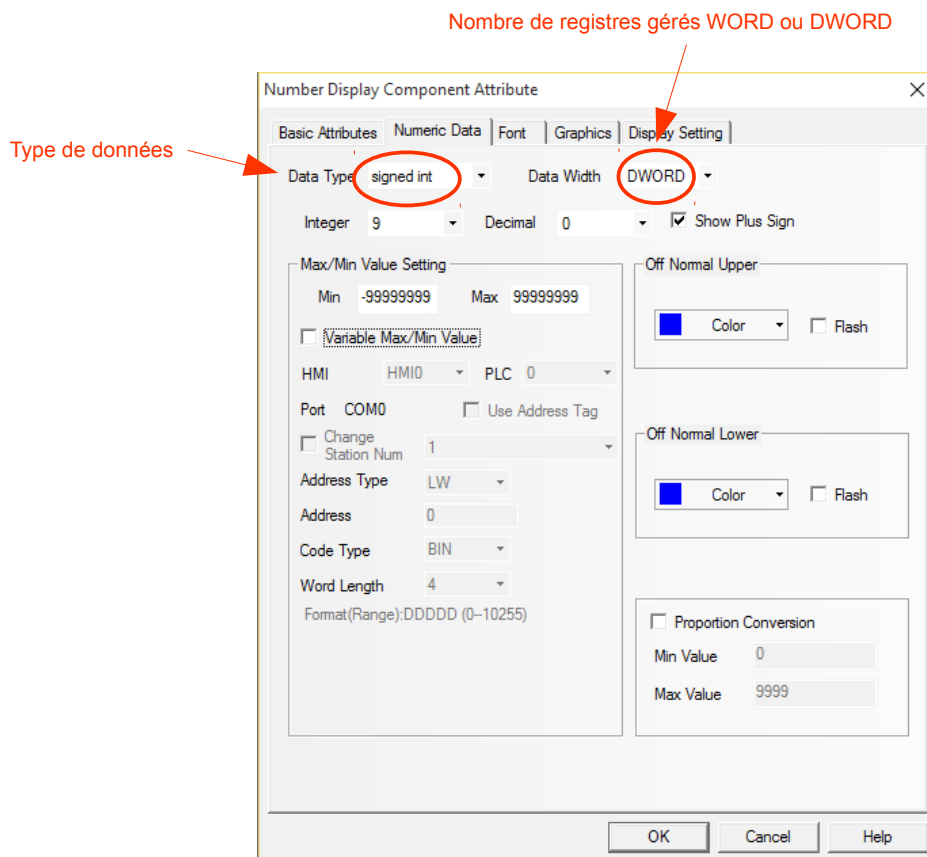 Nombre de registres gérés WORD ou DWORD
Number Display Component Attribute
Basic Attributes Numeric Data Font Graphics Display Setting
Type de données
Data Type signed int Data Width DWORD
Integer 9 Decimal 0 Show Plus Sign
Max/Min Value Setting
Min -99999999 Max 99999999
Variable Max/Min Value
HMI HMI0 PLC 0
Port COM0 Use Address Tag
Change
Station Num 1
Address Type LW
Address 0
Code Type BIN
Word Length 4
Format(Range):DDDDD (0--10255)
Off Normal Upper
Color Flash
Off Normal Lower
Color Flash
Proportion Conversion
Min Value 0
Max Value 9999
OK Cancel Help